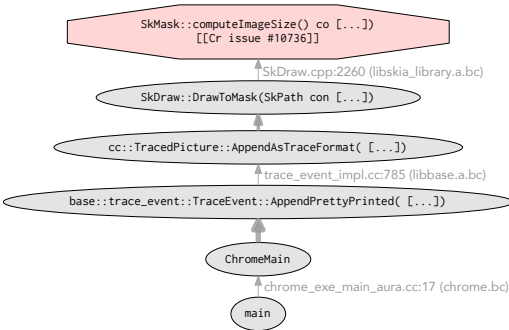 SkMask::computeImageSize() co [...])
[[Cr issue #10736]]
SkDraw.cpp:2260 (libskia_library.a.bc)
SkDraw::DrawToMask(SkPath con [...])
cc::TracedPicture::AppendAsTraceFormat( [...])
trace_event_impl.cc:785 (libbase.a.bc)
base::trace_event::TraceEvent::AppendPrettyPrinted( [...])
ChromeMain
chrome_exe_main_aura.cc:17 (chrome.bc)
main